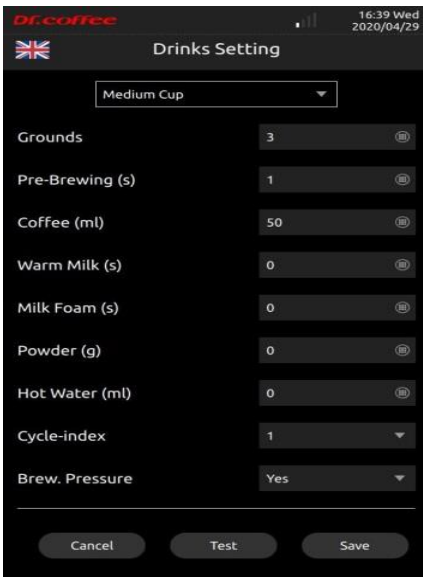 Dr.coffee
16:39 Wed
2020/04/29
Drinks Setting
Medium Cup
Grounds 3
Pre-Brewing (s) 1
Coffee (ml) 50
Warm Milk (s) 0
Milk Foam (s) 0
Powder (g) 0
Hot Water (ml) 0
Cycle-index 1
Brew. Pressure Yes
Cancel Test Save